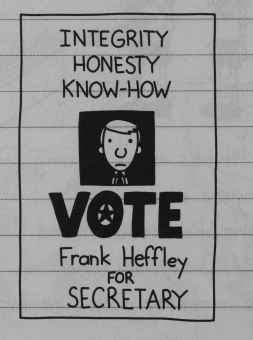 INTEGRITY
HONESTY
KNOW-HOW
VOTE
Frank Heffley
FOR
SECRETARY